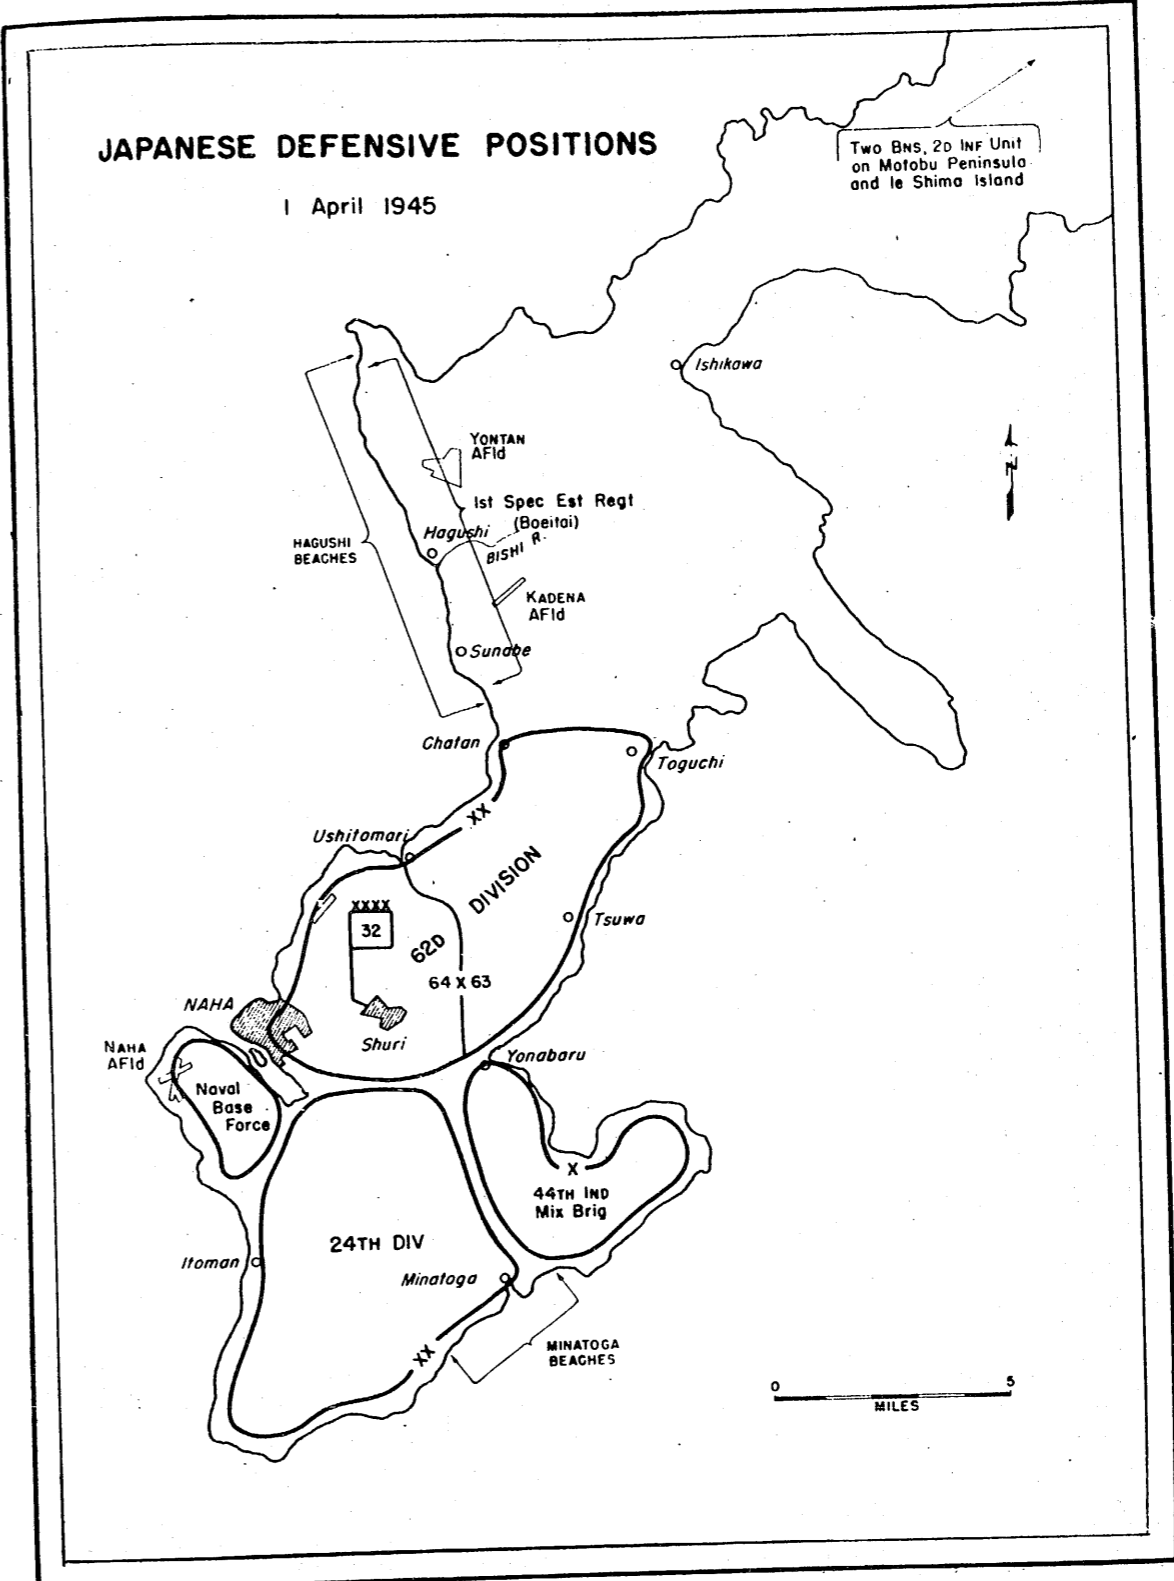 JAPANESE DEFENSIVE POSITIONS
1 April 1945
Two BNS, 2D INF Unit
on Motobu Peninsula
and Ie Shima Island
Ishikawa
N
YONTAN
AFld
1st Spec Est Regt
(Boeitai)
Hagushi
BISHI R.
HAGUSHI
BEACHES
KADENA
AFld
Sunabe
Chatan
Toguchi
XX
Ushitomari
DIVISION
62D
XXXX
32
Tsuwa
64 X 63
NAHA
Shuri
NAHA
AFld
Yonabaru
Naval
Base
Force
X
44TH IND
Mix Brig
24TH DIV
Itoman
Minatoga
XX
MINATOGA
BEACHES
0 5
MILES